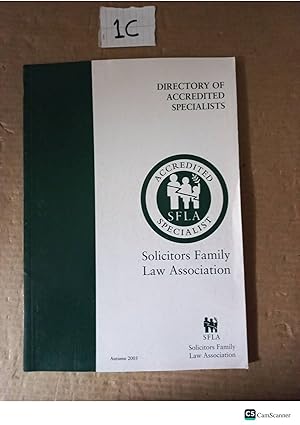 1C
DIRECTORY OF
ACCREDITED
SPECIALISTS
ACCREDITED
SFLA
SPECIALIST
Solicitors Family
Law Association
SFLA
Solicitors Family
Law Association
Autumn 2001
CS CamScanner